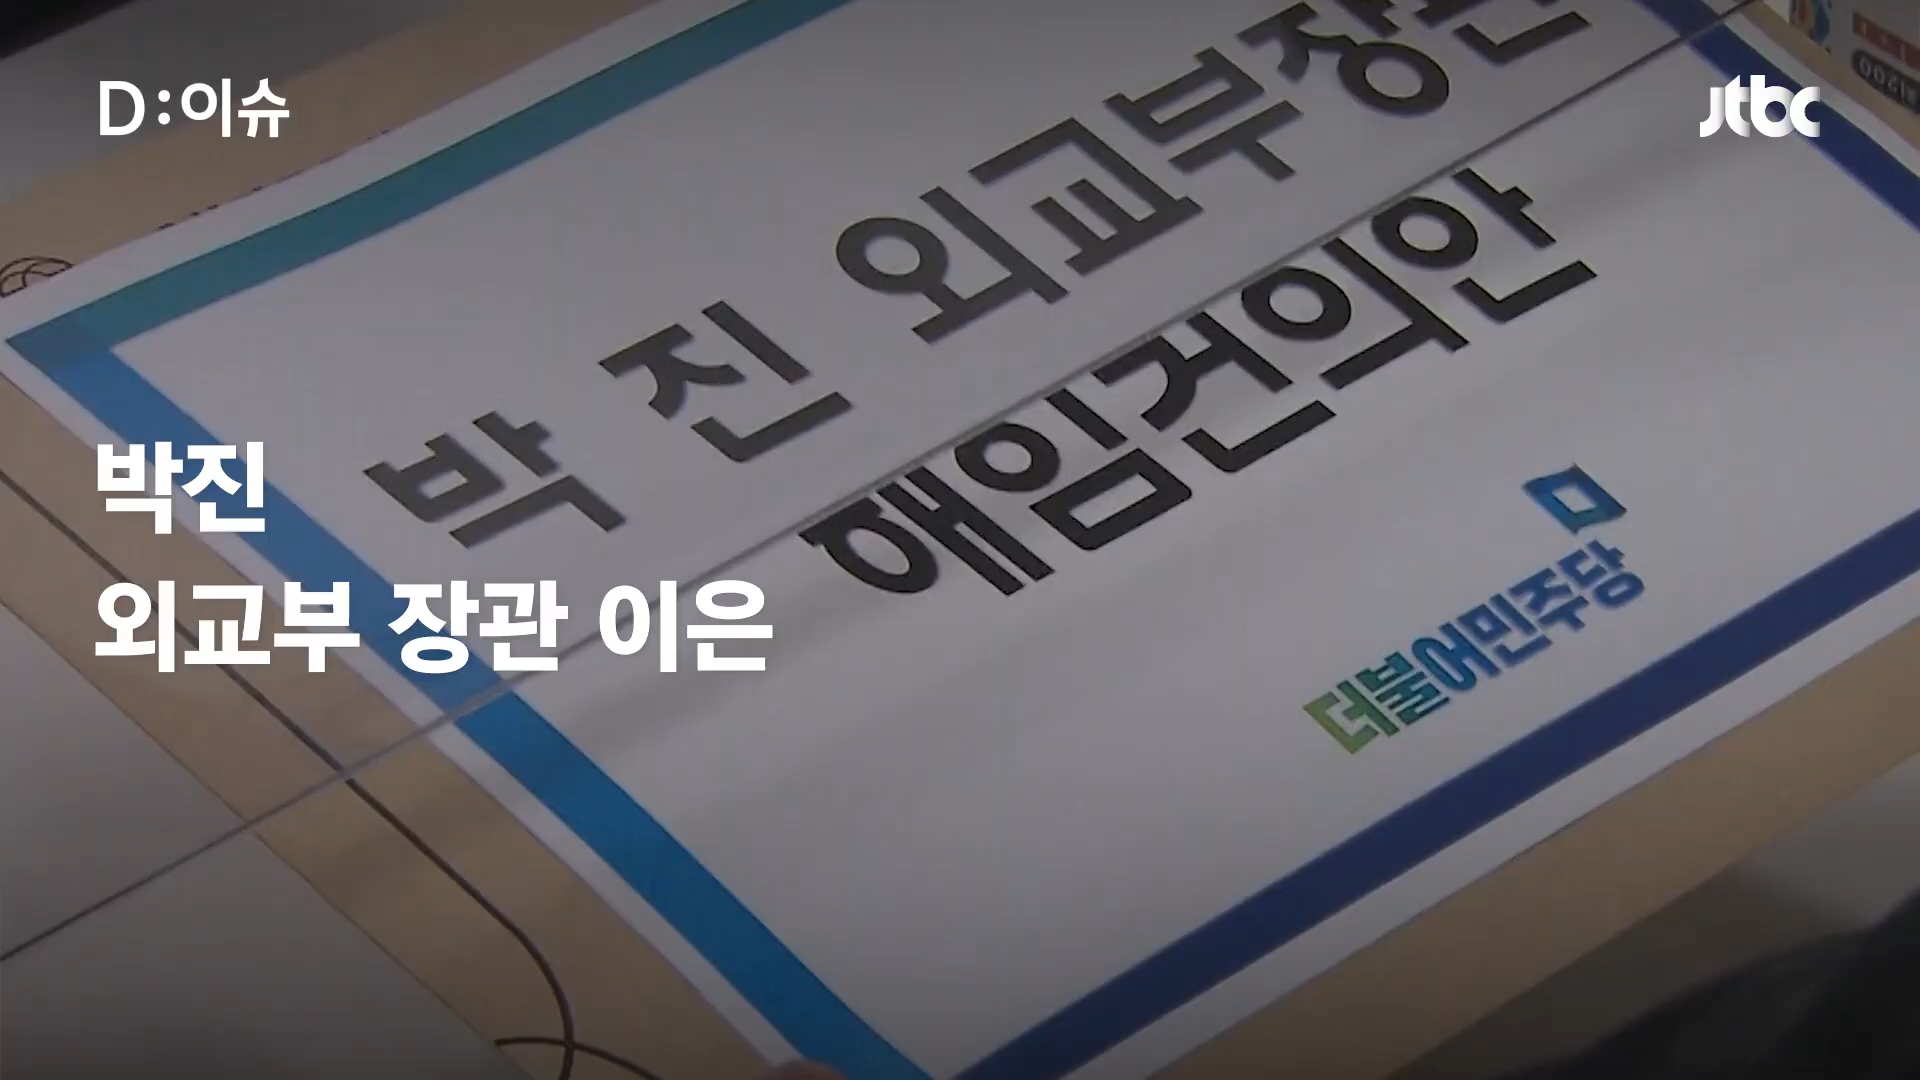 D:이슈
jtbc
박 진 외교부장관
해임건의안
더불어민주당
박진
외교부 장관 이은